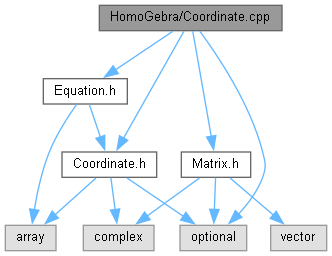 HomoGebra/Coordinate.cpp
Equation.h
Coordinate.h
Matrix.h
array
complex
optional
vector